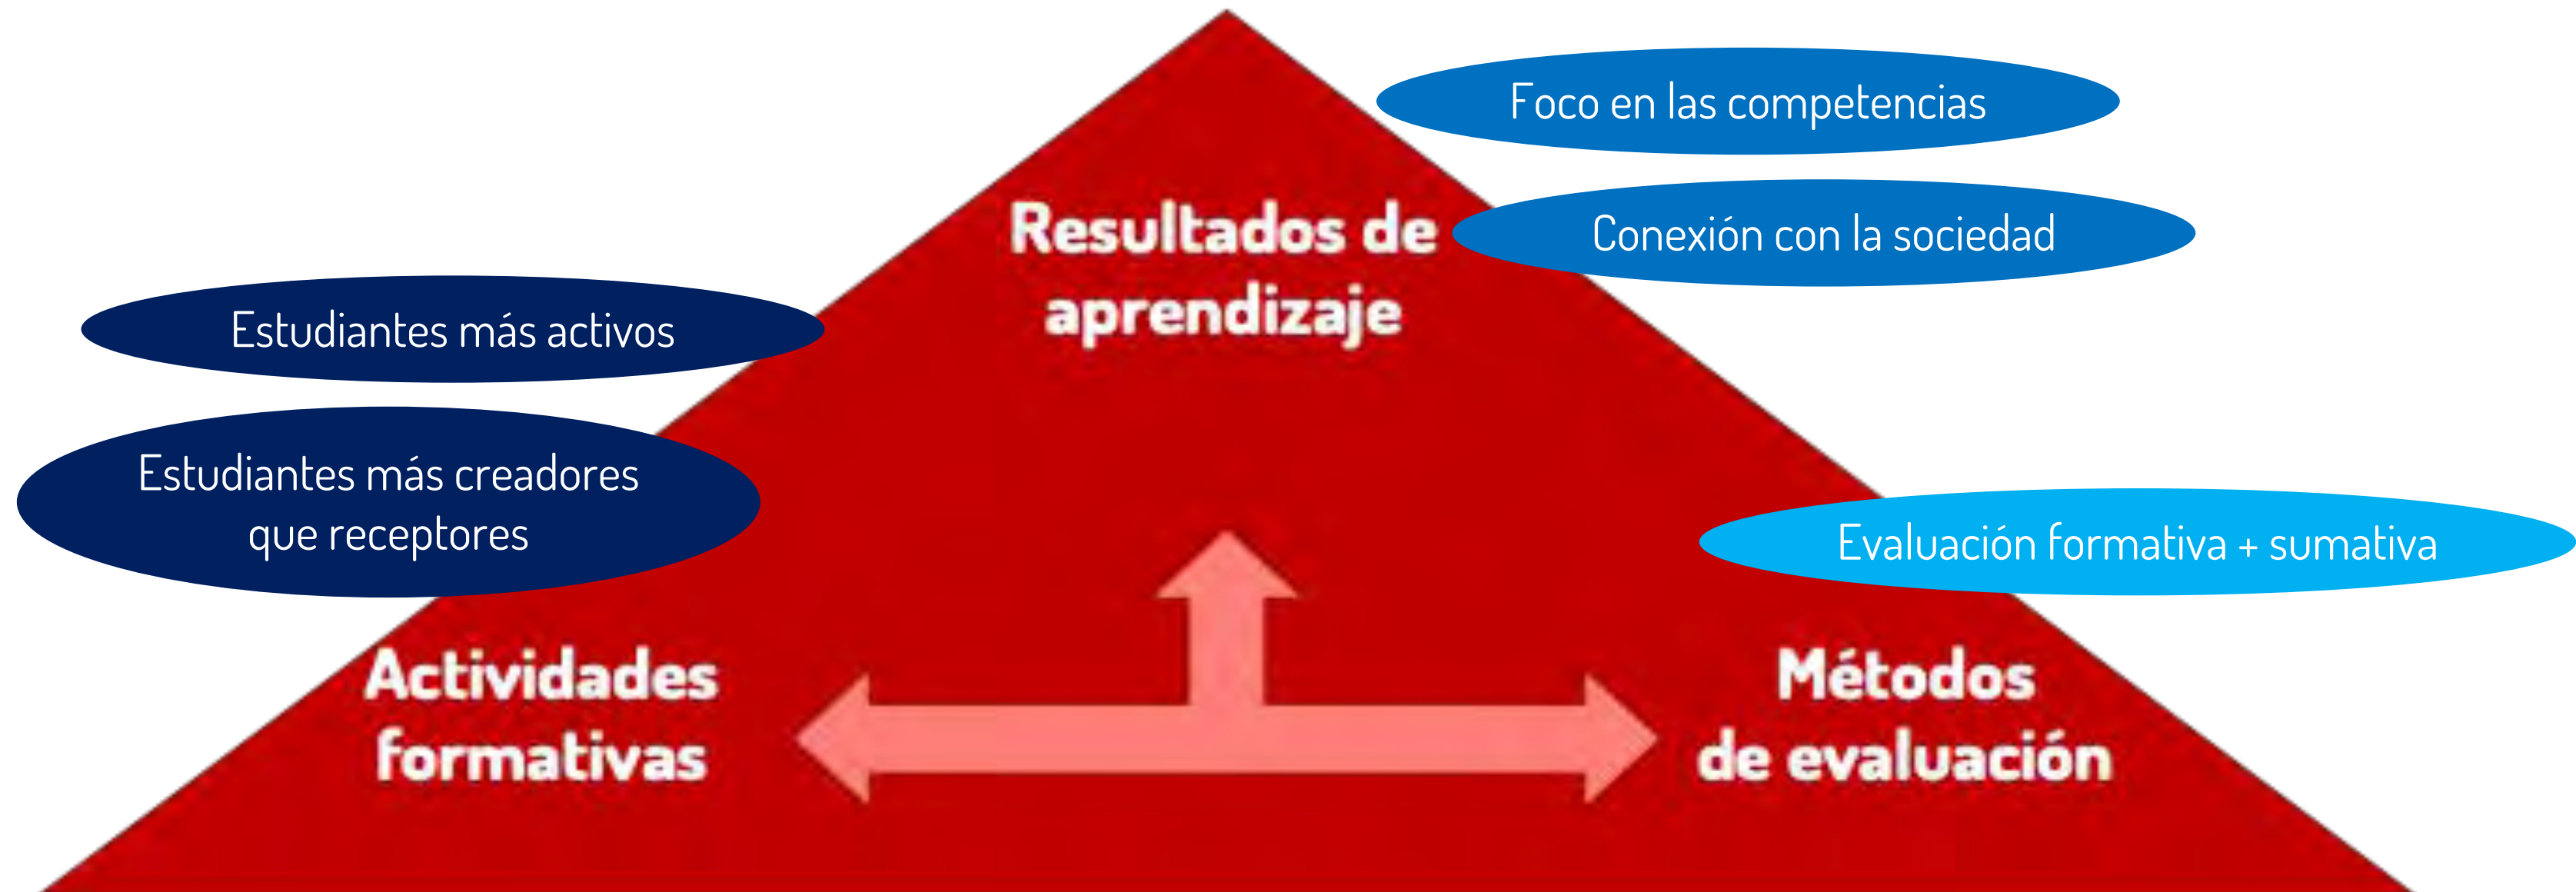 Foco en las competencias
Conexión con la sociedad
Resultados de
aprendizaje
Estudiantes más activos
Estudiantes más creadores
que receptores
Evaluación formativa + sumativa
Actividades
formativas
Métodos
de evaluación